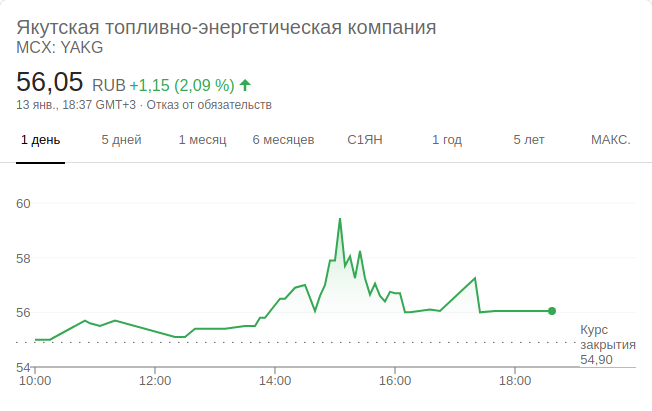 Якутская топливно-энергетическая компания
MCX: YAKG
56,05 RUB +1,15 (2,09 %)
13 янв., 18:37 GMT+3 · Отказ от обязательств
1 день 5 дней 1 месяц 6 месяцев С1ЯН 1 год 5 лет МАКС.
60
58
56
54
Курс
закрытия
54,90
10:00 12:00 14:00 16:00 18:00